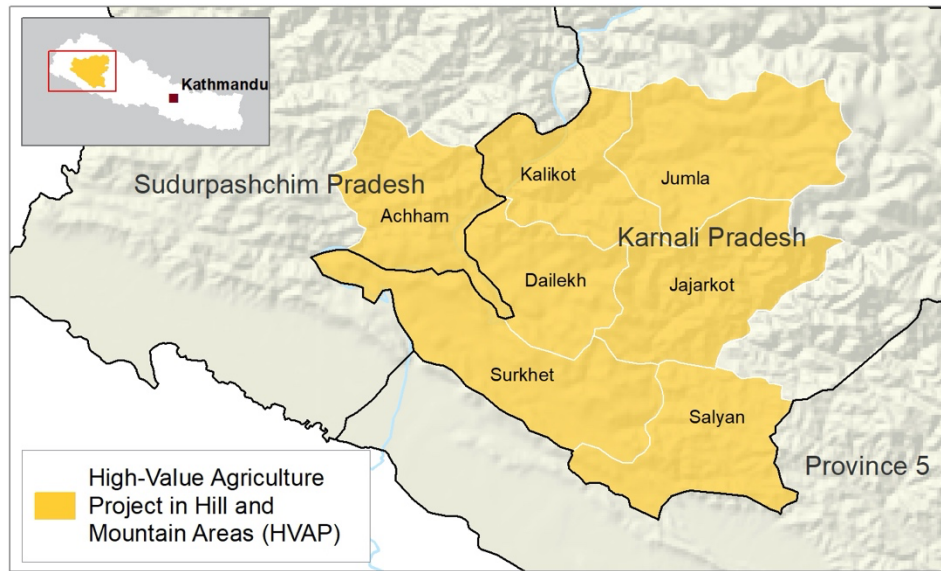 Kathmandu
Sudurpashchim Pradesh
Achham
Kalikot
Jumla
Karnali Pradesh
Dailekh
Jajarkot
Surkhet
Salyan
Province 5
High-Value Agriculture
Project in Hill and
Mountain Areas (HVAP)